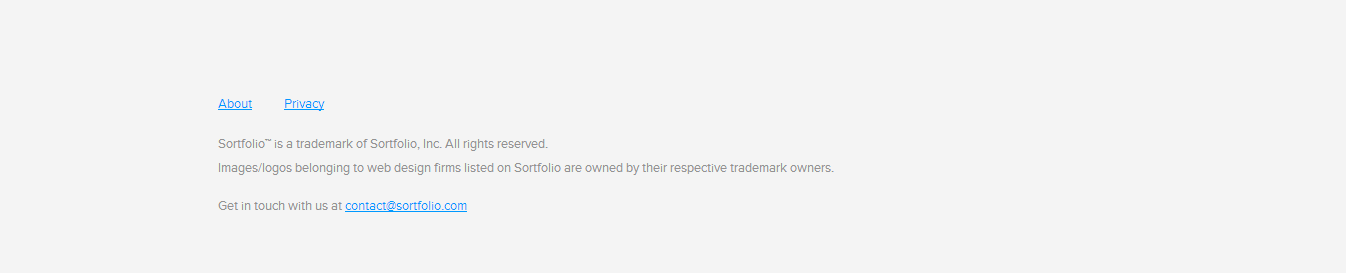 About Privacy
Sortfolio™ is a trademark of Sortfolio, Inc. All rights reserved.
Images/logos belonging to web design firms listed on Sortfolio are owned by their respective trademark owners.
Get in touch with us at contact@sortfolio.com